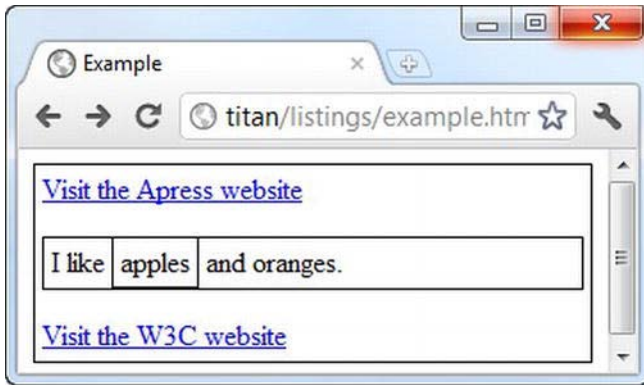 Example
titan/listings/example.htm
Visit the Apress website
I like apples and oranges.
Visit the W3C website